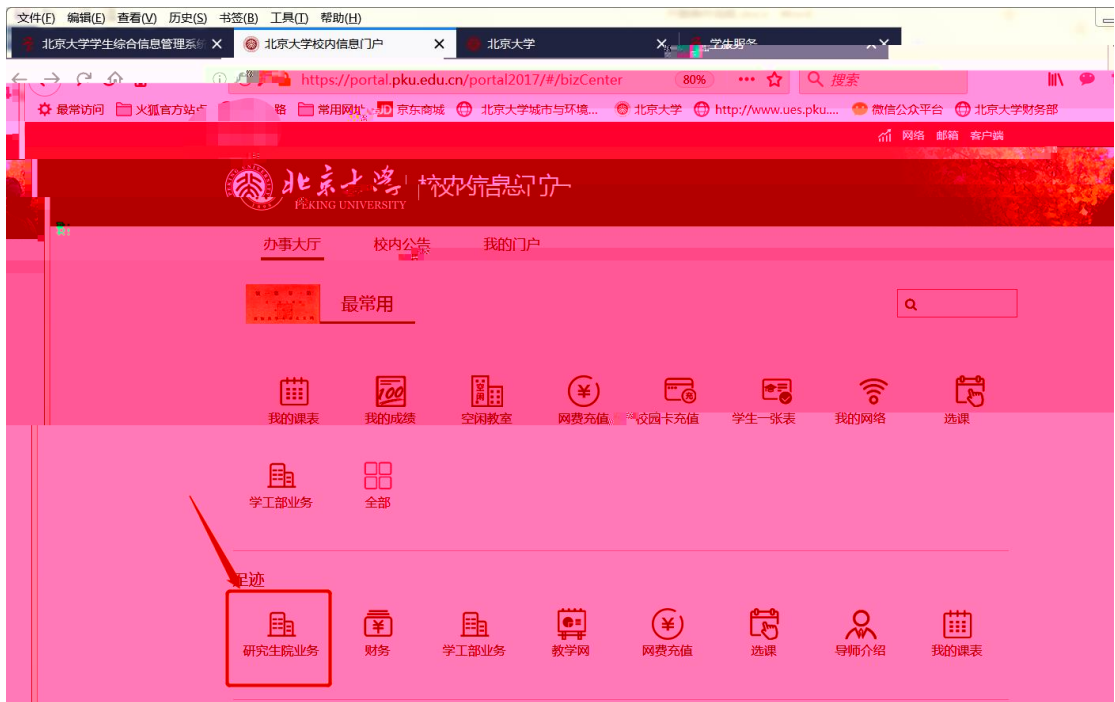 文件(F) 编辑(E) 查看(V) 历史(S) 书签(B) 工具(T) 帮助(H)
北京大学学生综合信息管理系统 × 北京大学校内信息门户 × 北京大学 × 学生服务 ×
https://portal.pku.edu.cn/portal2017/#/bizCenter 80% 搜索
最常访问 火狐官方站点 路 常用网址 JD 京东商城 北京大学城市与环境... 北京大学 http://www.ues.pku.... 微信公众平台 北京大学财务部
网络 邮箱 客户端
北京大学 校内信息门户
PEKING UNIVERSITY
办事大厅 校内公告 我的门户
最常用
我的课表 我的成绩 空闲教室 网费充值 校园卡充值 学生一张表 我的网络 选课
学工部业务 全部
足迹
研究生院业务 财务 学工部业务 教学网 网费充值 选课 导师介绍 我的课表